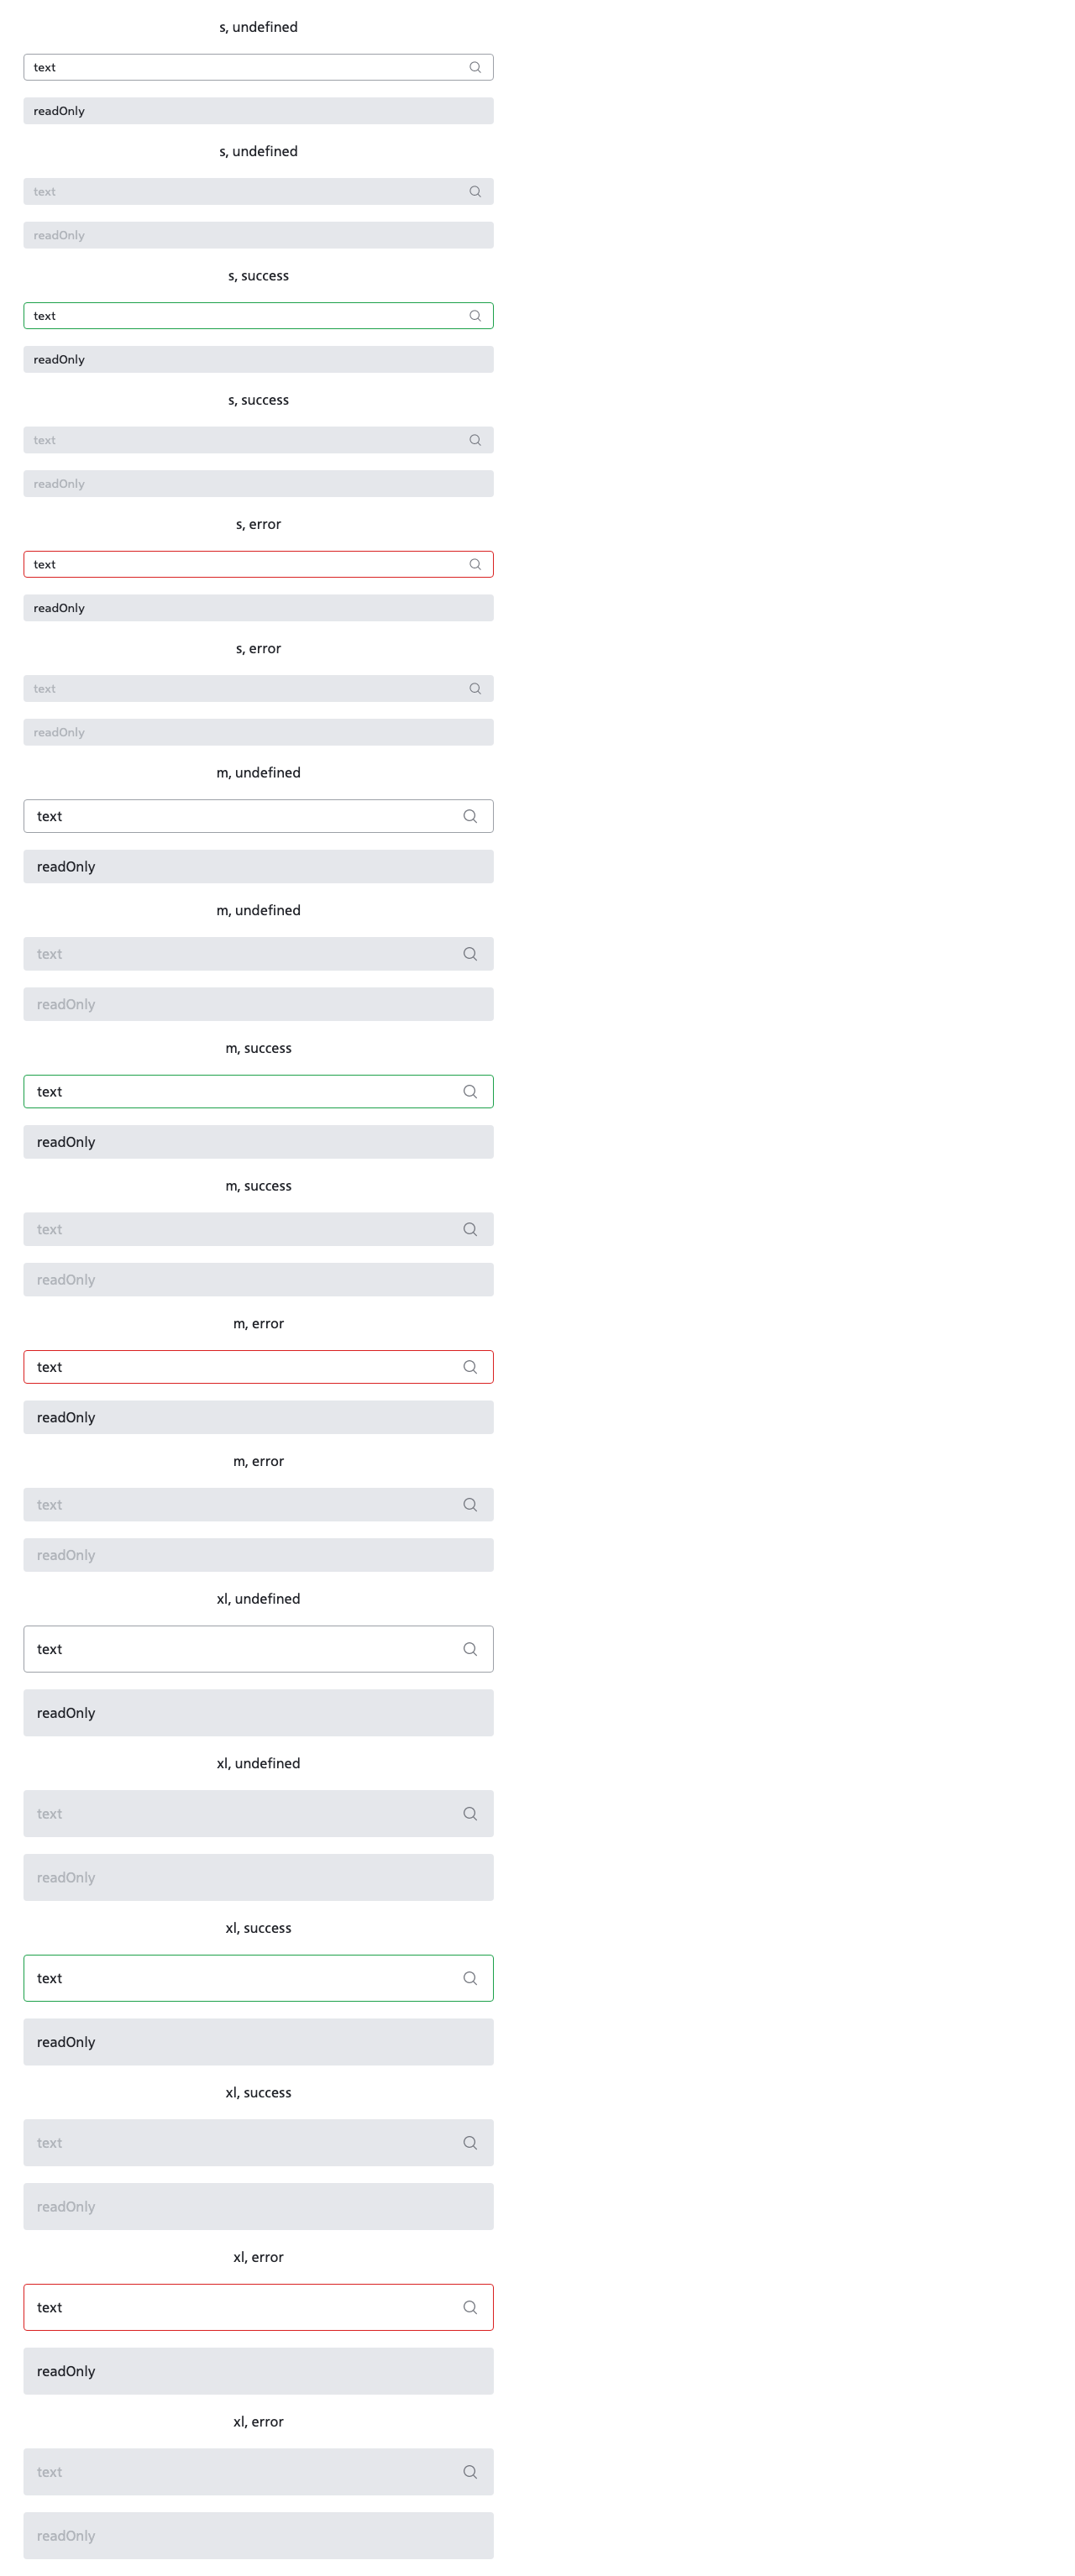 s, undefined
text
readOnly
s, undefined
text
readOnly
s, success
text
readOnly
s, success
text
readOnly
s, error
text
readOnly
s, error
text
readOnly
m, undefined
text
readOnly
m, undefined
text
readOnly
m, success
text
readOnly
m, success
text
readOnly
m, error
text
readOnly
m, error
text
readOnly
xl, undefined
text
readOnly
xl, undefined
text
readOnly
xl, success
text
readOnly
xl, success
text
readOnly
xl, error
text
readOnly
xl, error
text
readOnly